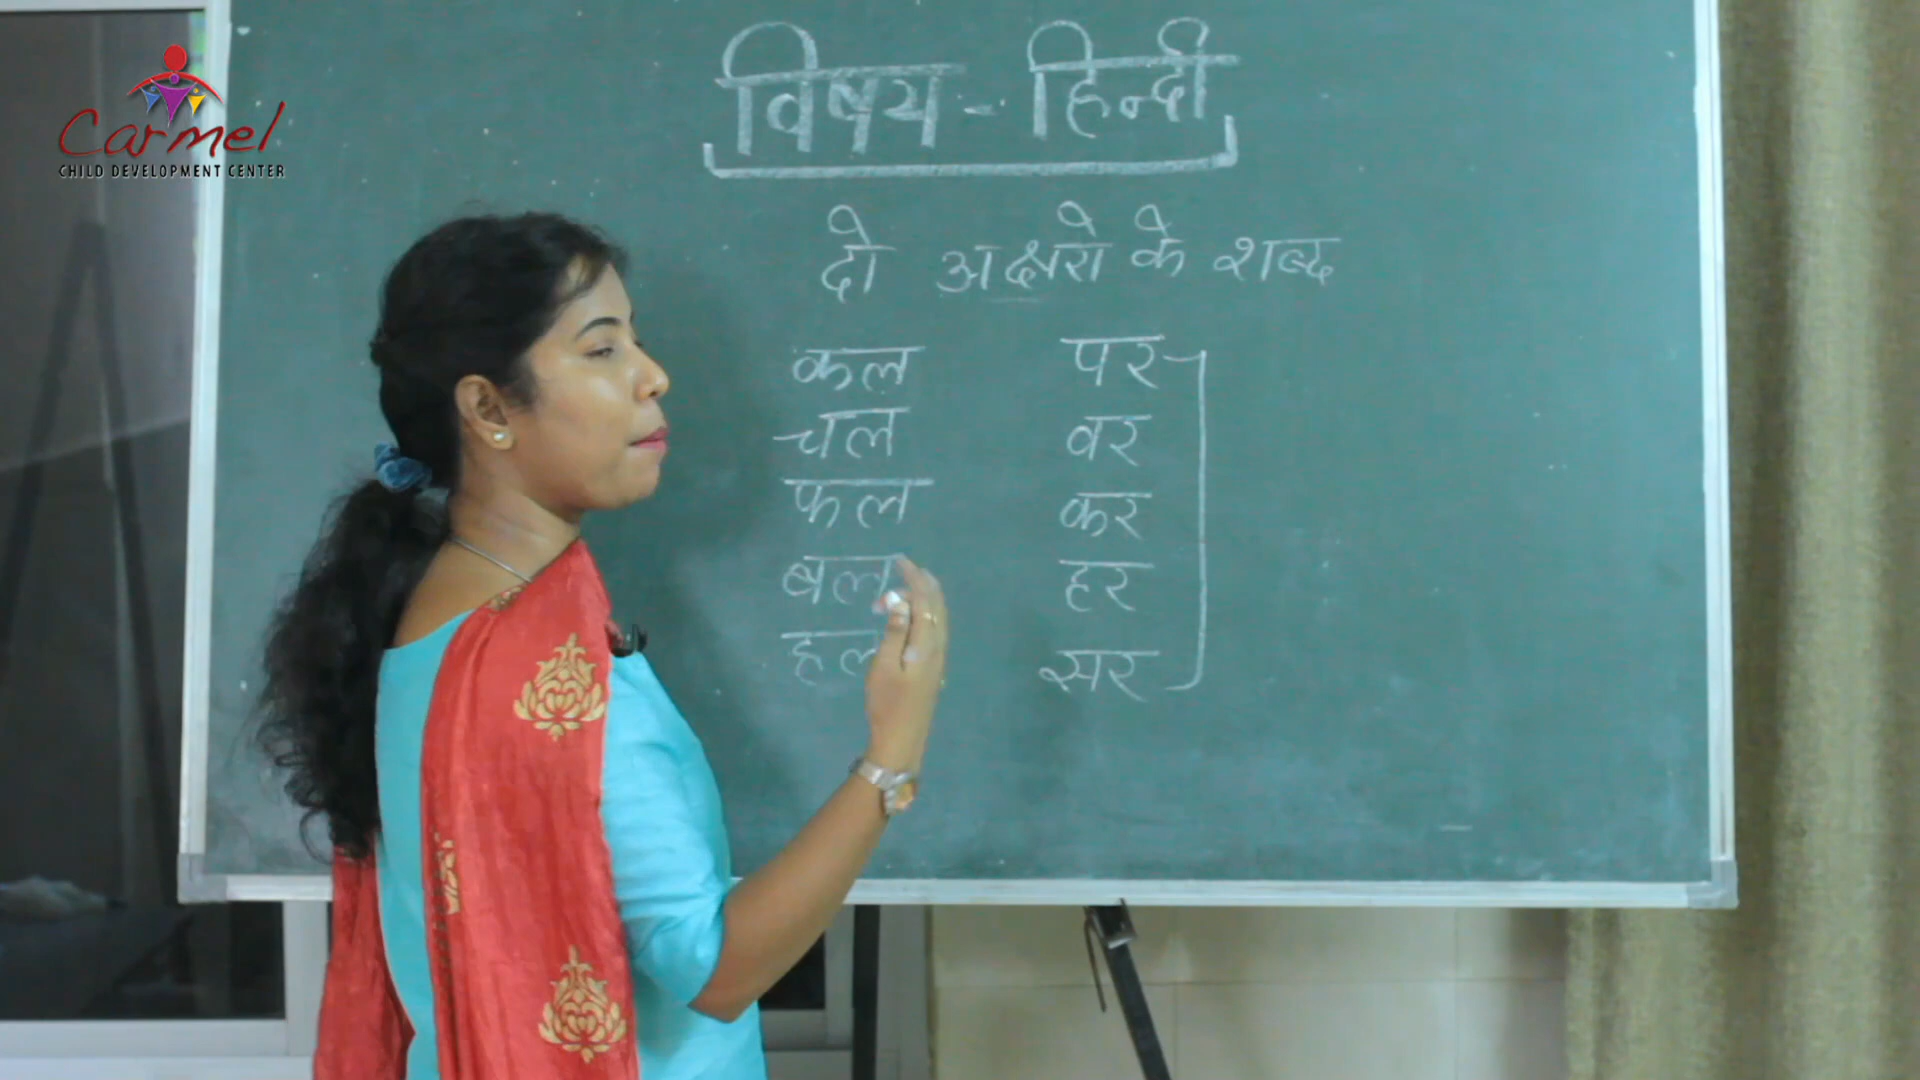 Carmel
CHILD DEVELOPMENT CENTER
विषय - हिन्दी
दो अक्षरो के शब्द
कल पर
चल वर
फल कर
बल हर
हल सर